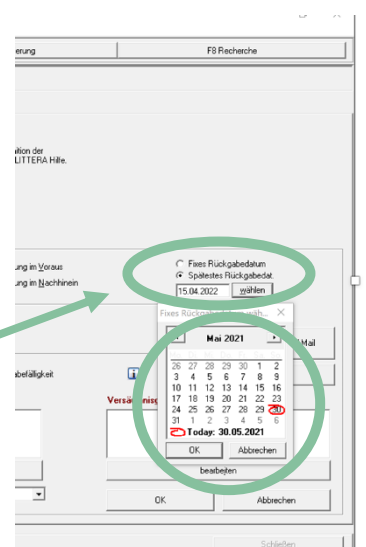 erung F8 Recherche
ition der
LITTERA Hilfe.
ung im Voraus
ung im Nachhinein
Fixes Rückgabedatum
Spätestes Rückgabedat.
15.04.2022 wählen
Fixes Rückgabedatum wäh...
Mai 2021
Mail
abefälligkeit
26 27 28 29 30 1 2
3 4 5 6 7 8 9
10 11 12 13 14 15 16
17 18 19 20 21 22 23
24 25 26 27 28 29 30
31 1 2 3 4 5 6
Today: 30.05.2021
OK Abbrechen
bearbeiten
OK Abbrechen
Schließen